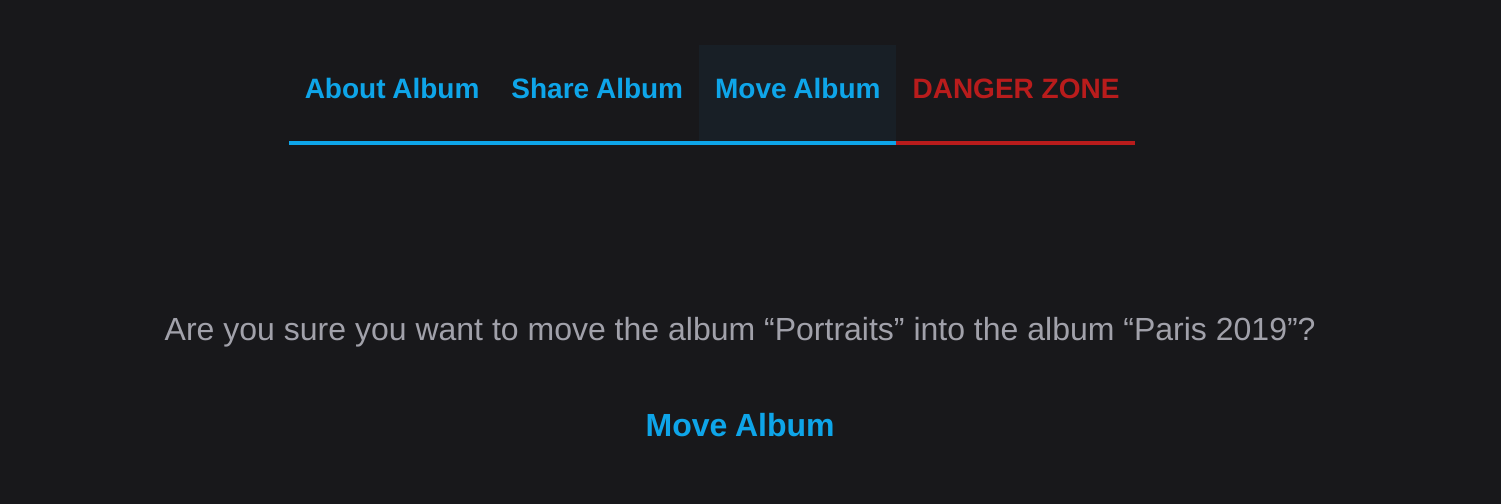 About Album Share Album Move Album DANGER ZONE
Are you sure you want to move the album “Portraits” into the album “Paris 2019”?
Move Album